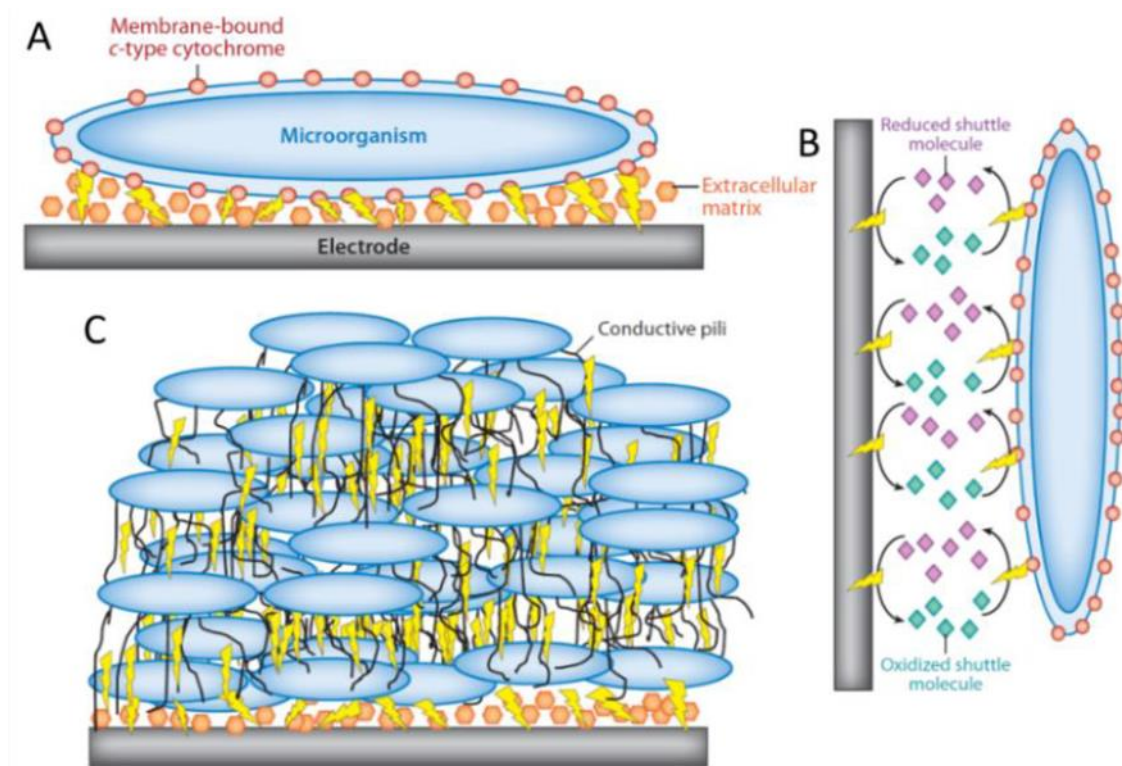 A
Membrane-bound
c-type cytochrome
Microorganism
Extracellular
matrix
Electrode
B
Reduced shuttle
molecule
Oxidized shuttle
molecule
C
Conductive pili